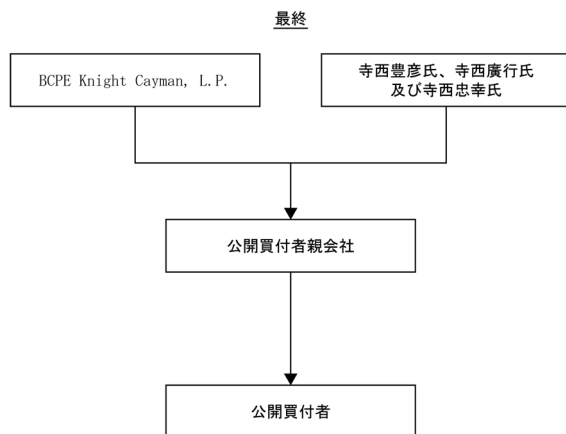 最終
BCPE Knight Cayman, L.P.
寺西豊彦氏、寺西廣行氏
及び寺西忠幸氏
公開買付者親会社
公開買付者